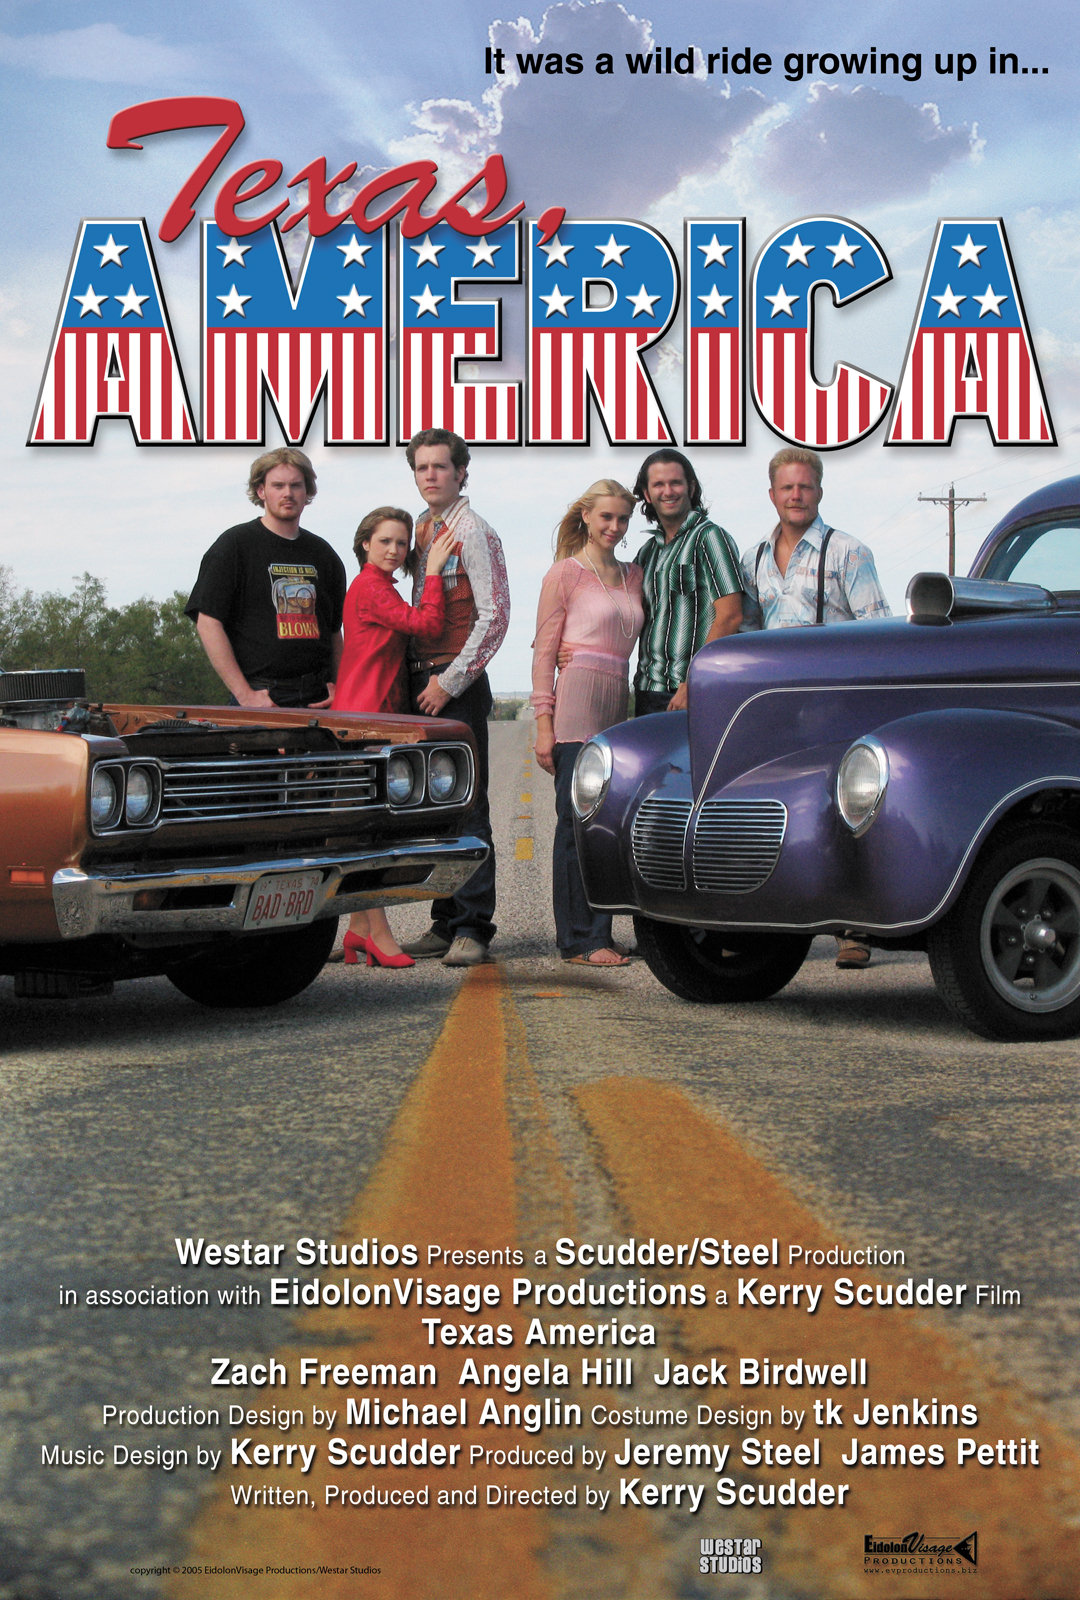 It was a wild ride growing up in...
Texas,
AMERICA
INJECTION IS NICE
BLOWN
TEXAS 74
BAD-BRD
Westar Studios Presents a Scudder/Steel Production
in association with EidolonVisage Productions a Kerry Scudder Film
Texas America
Zach Freeman Angela Hill Jack Birdwell
Production Design by Michael Anglin Costume Design by tk Jenkins
Music Design by Kerry Scudder Produced by Jeremy Steel James Pettit
Written, Produced and Directed by Kerry Scudder
copyright © 2005 EidolonVisage Productions/Westar Studios
WESTAR
STUDIOS
EidolonVisage
PRODUCTIONS
www.evproductions.biz